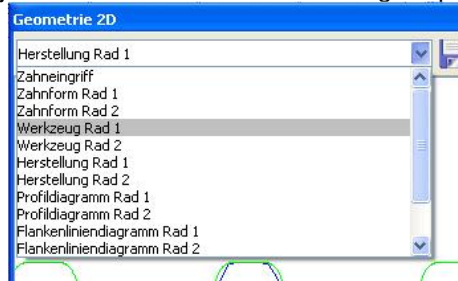 Geometrie 2D
Herstellung Rad 1
Zahneingriff
Zahnform Rad 1
Zahnform Rad 2
Werkzeug Rad 1
Werkzeug Rad 2
Herstellung Rad 1
Herstellung Rad 2
Profildiagramm Rad 1
Profildiagramm Rad 2
Flankenliniendiagramm Rad 1
Flankenliniendiagramm Rad 2